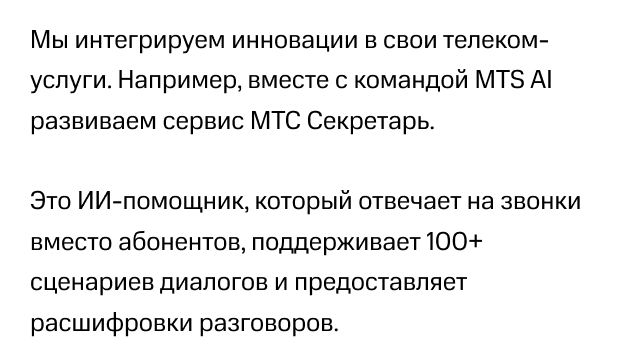 Мы интегрируем инновации в свои телеком-
услуги. Например, вместе с командой MTS AI
развиваем сервис МТС Секретарь.
Это ИИ-помощник, который отвечает на звонки
вместо абонентов, поддерживает 100+
сценариев диалогов и предоставляет
расшифровки разговоров.